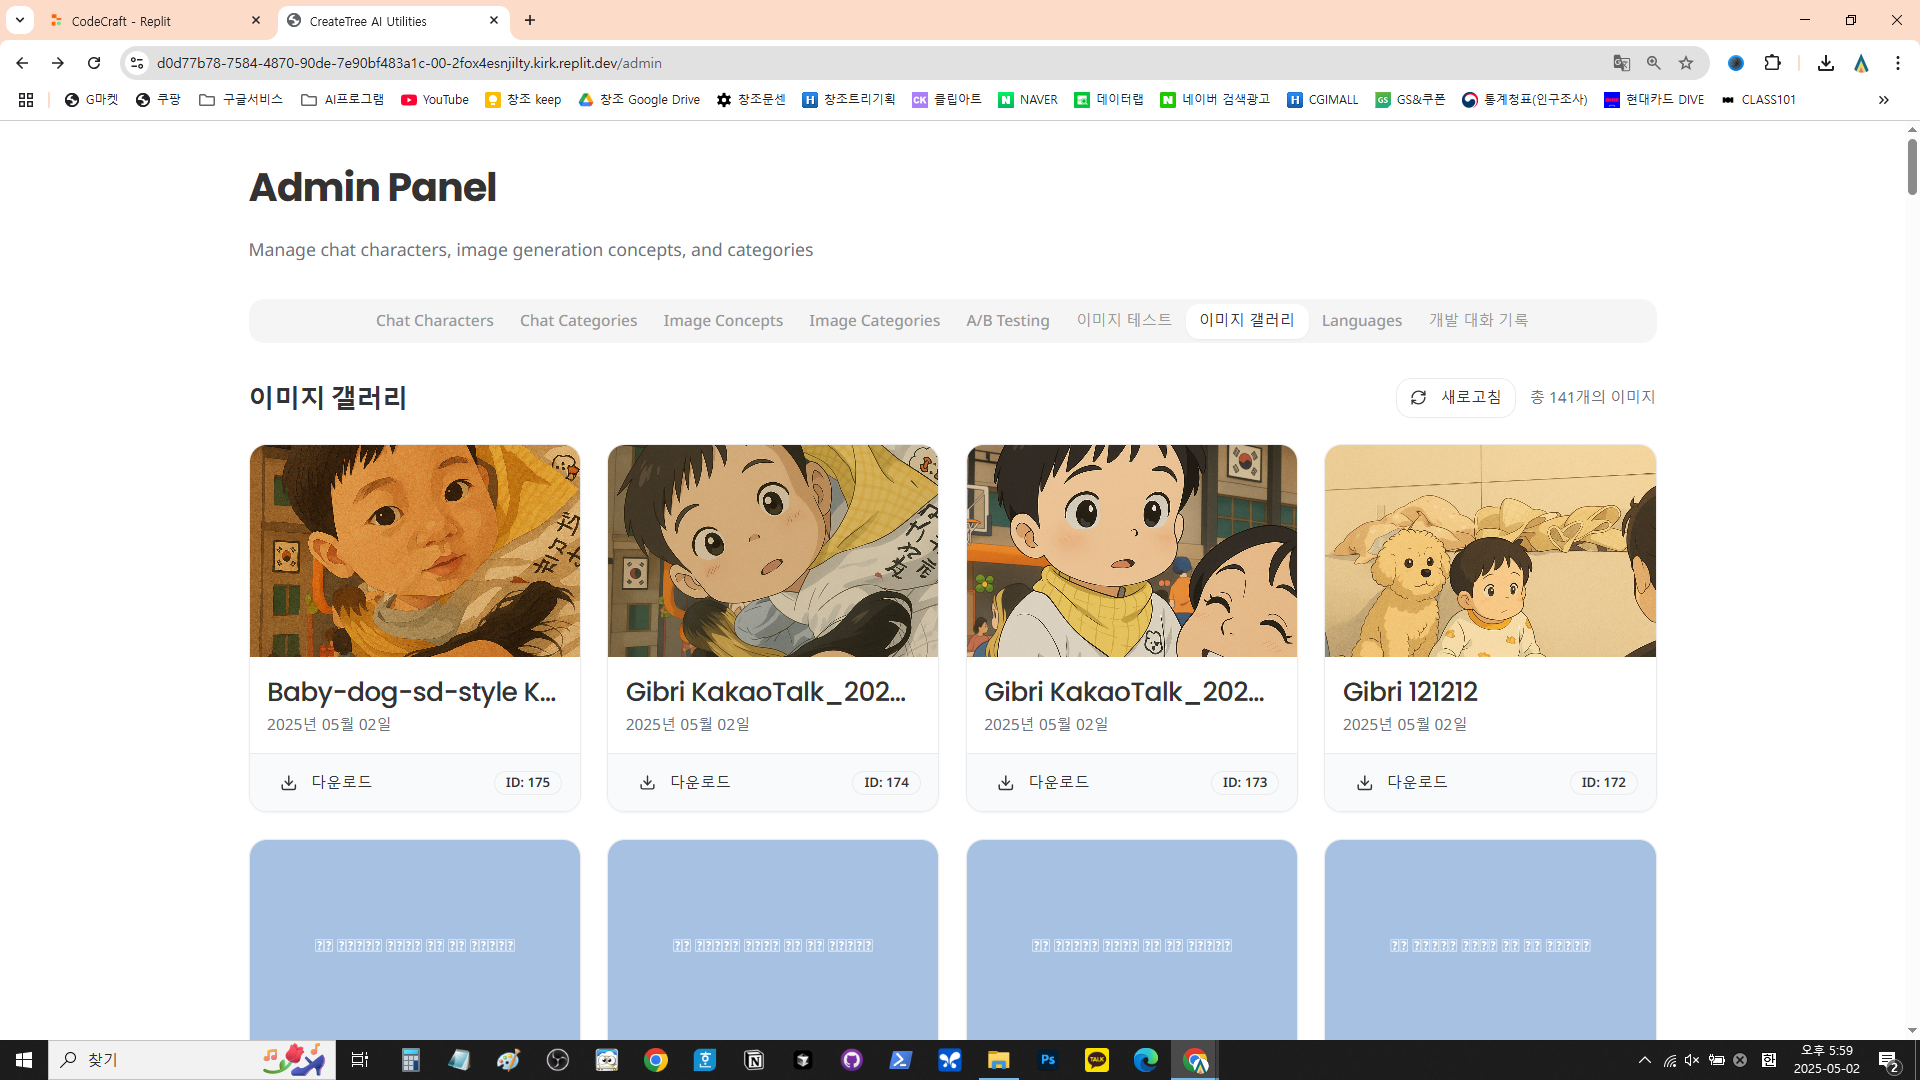 CodeCraft - Replit
CreateTree AI Utilities
d0d77b78-7584-4870-90de-7e90bf483a1c-00-2fox4esnjilty.kirk.replit.dev/admin
G마켓 쿠팡 구글서비스 AI프로그램 YouTube 창조 keep 창조 Google Drive 창조문센 창조트리기획 클립아트 NAVER 데이터랩 네이버 검색광고 CGIMALL GS&쿠폰 통계청표(인구조사) 현대카드 DIVE CLASS101
Admin Panel
Manage chat characters, image generation concepts, and categories
Chat Characters Chat Categories Image Concepts Image Categories A/B Testing 이미지 테스트 이미지 갤러리 Languages 개발 대화 기록
이미지 갤러리
새로고침 총 141개의 이미지
Baby-dog-sd-style K...
2025년 05월 02일
다운로드 ID: 175
Gibri KakaoTalk_202...
2025년 05월 02일
다운로드 ID: 174
Gibri KakaoTalk_202...
2025년 05월 02일
다운로드 ID: 173
Gibri 121212
2025년 05월 02일
다운로드 ID: 172
찾기
오후 5:59
2025-05-02